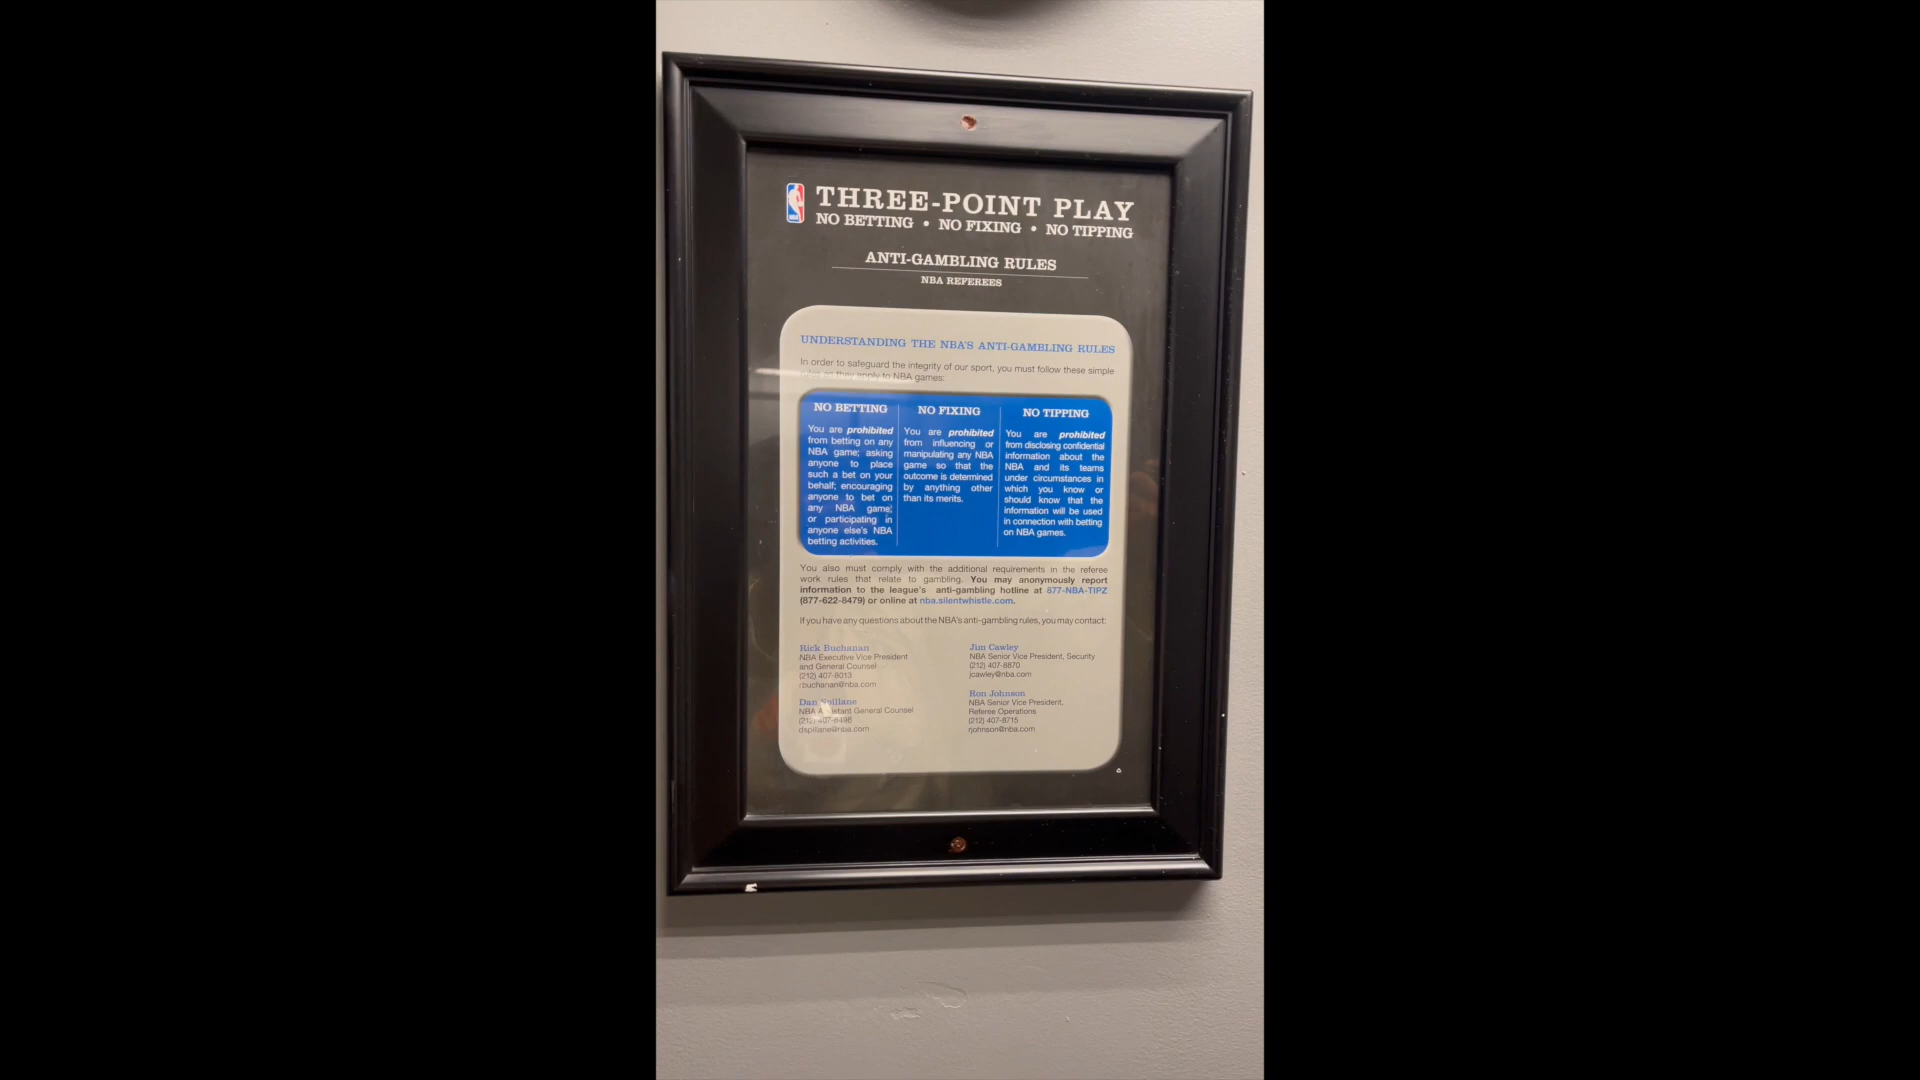 THREE-POINT PLAY
NO BETTING • NO FIXING • NO TIPPING
ANTI-GAMBLING RULES
NBA REFEREES
UNDERSTANDING THE NBA'S ANTI-GAMBLING RULES
In order to safeguard the integrity of our sport, you must follow these simple
rules as they apply to NBA games:
NO BETTING
You are prohibited
from betting on any
NBA game; asking
anyone to place
such a bet on your
behalf; encouraging
anyone to bet on
any NBA game;
or participating in
anyone else's NBA
betting activities.
NO FIXING
You are prohibited
from influencing or
manipulating any NBA
game so that the
outcome is determined
by anything other
than its merits.
NO TIPPING
You are prohibited
from disclosing confidential
information about the
NBA and its teams
under circumstances in
which you know or
should know that the
information will be used
in connection with betting
on NBA games.
You also must comply with the additional requirements in the referee
work rules that relate to gambling. You may anonymously report
information to the league's anti-gambling hotline at 877-NBA-TIPZ
(877-622-8479) or online at nba.silentwhistle.com.
If you have any questions about the NBA's anti-gambling rules, you may contact:
Rick Buchanan
NBA Executive Vice President
and General Counsel
(212) 407-8013
rbuchanan@nba.com
Dan Spillane
NBA Assistant General Counsel
(212) 407-8496
dspillane@nba.com
Jim Cawley
NBA Senior Vice President, Security
(212) 407-8870
jcawley@nba.com
Ron Johnson
NBA Senior Vice President,
Referee Operations
(212) 407-8715
rjohnson@nba.com